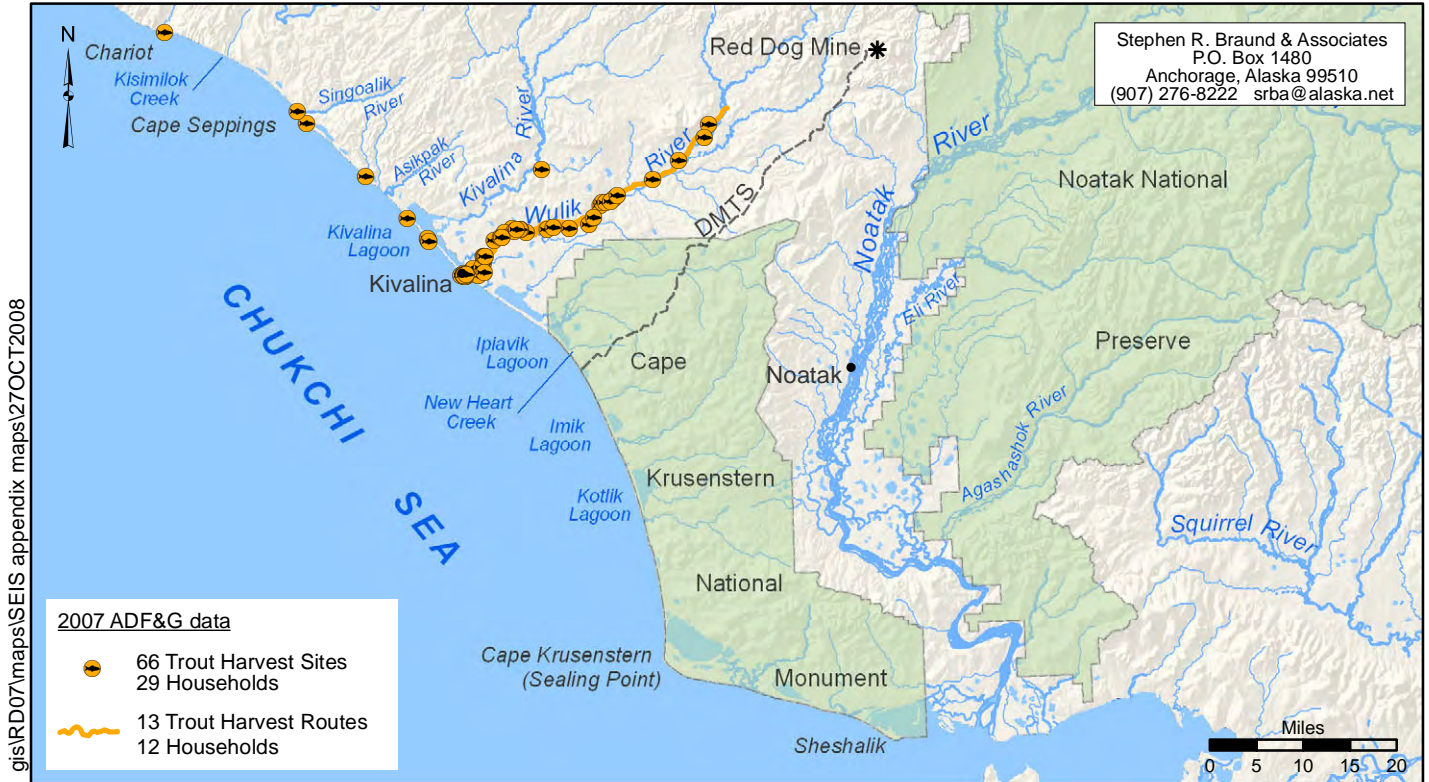 N
Chariot
Kisimilok
Creek
Cape Seppings
Singoalik
River
Asikpak
River
Kivalina
River
Kivalina
Lagoon
Kivalina
Wulik
River
Red Dog Mine
DMTS
Stephen R. Braund & Associates
P.O. Box 1480
Anchorage, Alaska 99510
(907) 276-8222 srba@alaska.net
Noatak
River
Noatak National
Preserve
Eli River
Noatak
Agashashok River
Squirrel River
Ipiavik
Lagoon
New Heart
Creek
Imik
Lagoon
Kotlik
Lagoon
Cape
Krusenstern
National
Monument
CHUKCHI
SEA
Cape Krusenstern
(Sealing Point)
Sheshalik
2007 ADF&G data
66 Trout Harvest Sites
29 Households
13 Trout Harvest Routes
12 Households
Miles
0 5 10 15 20
gis\RD07\maps\SEIS appendix maps\27OCT2008